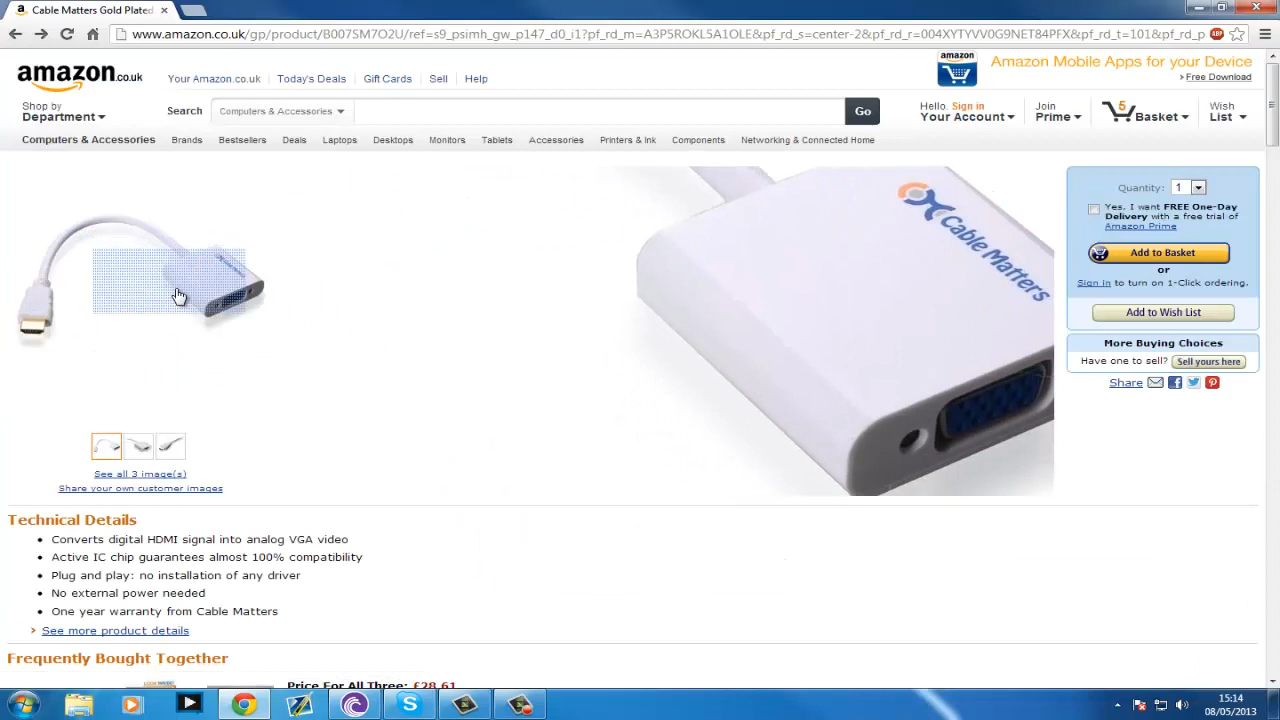 Cable Matters Gold Plated
www.amazon.co.uk/gp/product/B007SM7O2U/ref=s9_psimh_gw_p147_d0_i1?pf_rd_m=A3P5ROKL5A1OLE&pf_rd_s=center-2&pf_rd_r=004XYTYVV0G9NET84PFX&pf_rd_t=101&pf_rd_p
amazon.co.uk
Your Amazon.co.uk
Today's Deals
Gift Cards
Sell
Help
amazon
Amazon Mobile Apps for your Device
› Free Download
Shop by
Department
Search
Computers & Accessories
Go
Hello. Sign in
Your Account
Join
Prime
5
Basket
Wish
List
Computers & Accessories
Brands
Bestsellers
Deals
Laptops
Desktops
Monitors
Tablets
Accessories
Printers & Ink
Components
Networking & Connected Home
Cable Matters
Quantity: 1
Yes, I want FREE One-Day
Delivery with a free trial of
Amazon Prime
Add to Basket
or
Sign in to turn on 1-Click ordering.
Add to Wish List
More Buying Choices
Have one to sell? Sell yours here
Share
See all 3 image(s)
Share your own customer images
Technical Details
• Converts digital HDMI signal into analog VGA video
• Active IC chip guarantees almost 100% compatibility
• Plug and play: no installation of any driver
• No external power needed
• One year warranty from Cable Matters
› See more product details
Frequently Bought Together
Price For All Three: £28.61
15:14
08/05/2013